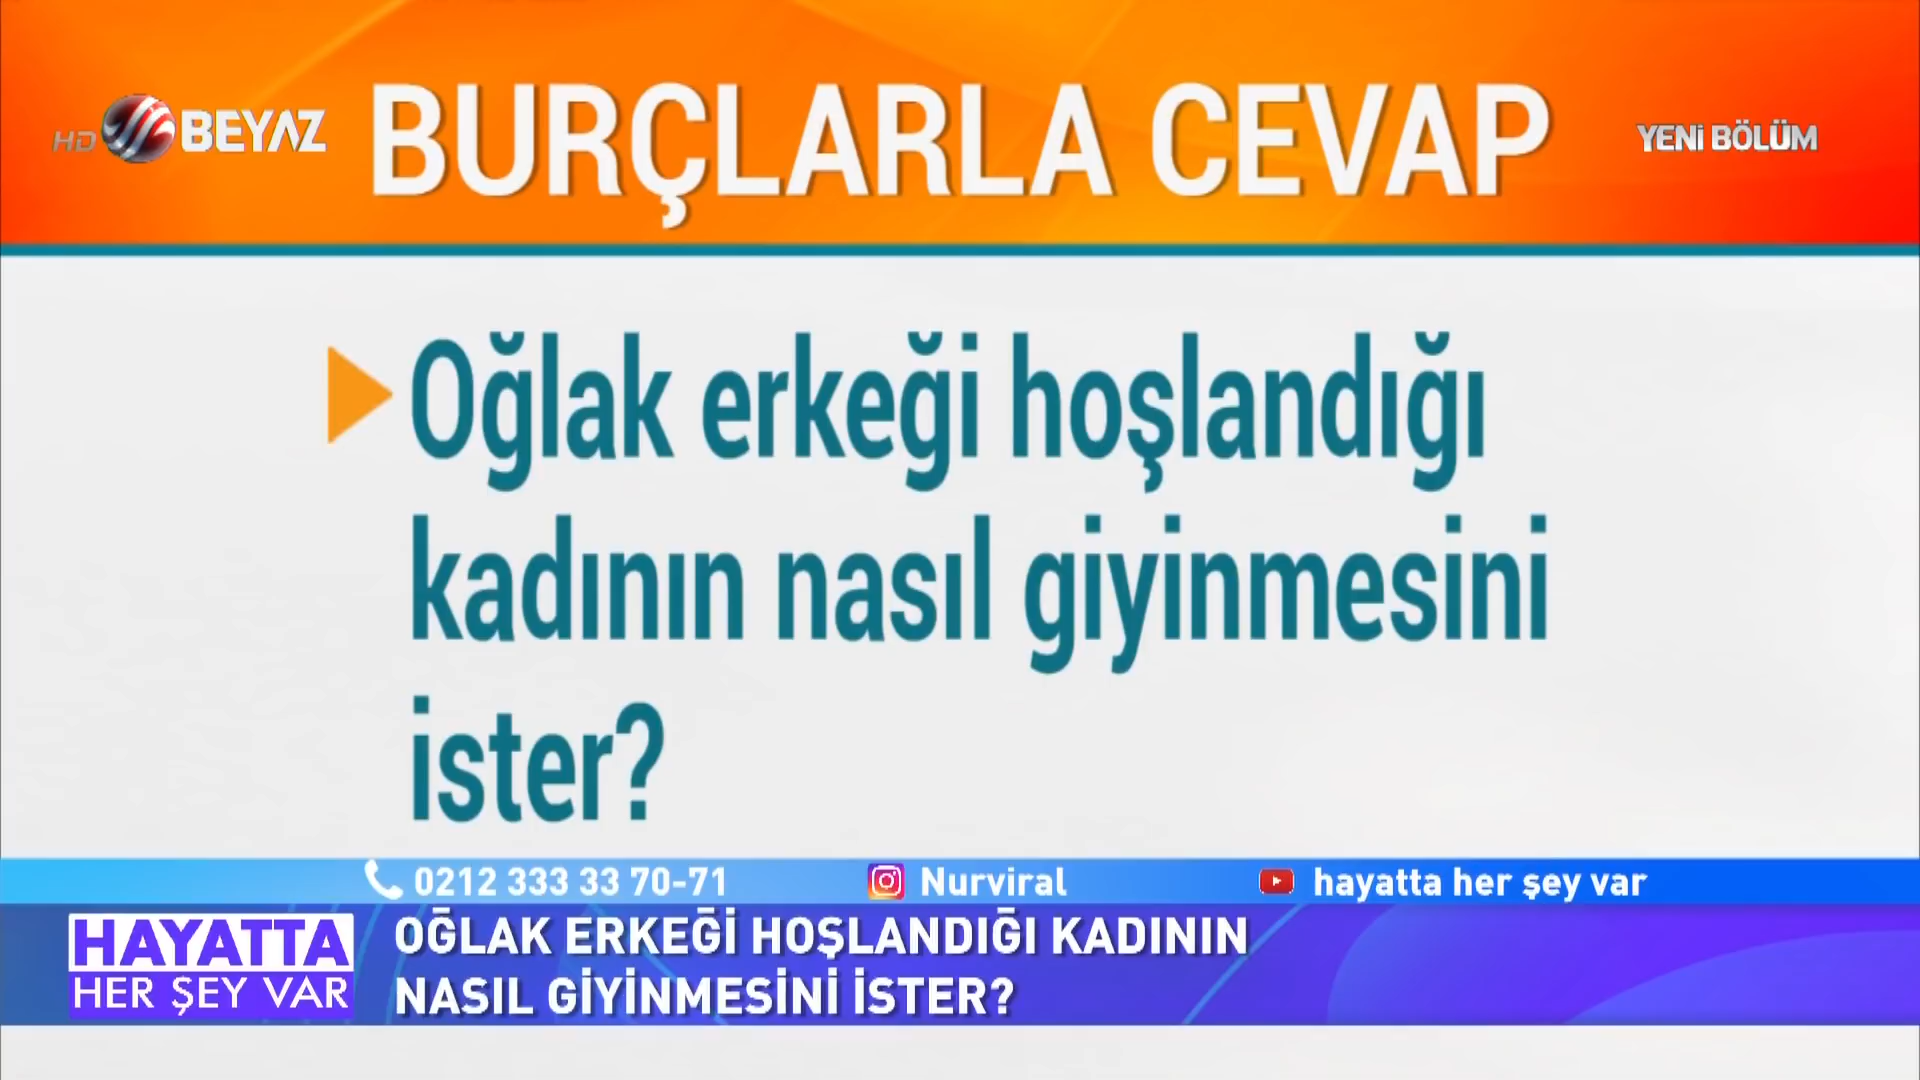 HD BEYAZ
BURÇLARLA CEVAP
YENİ BÖLÜM
Oğlak erkeği hoşlandığı
kadının nasıl giyinmesini
ister?
0212 333 33 70-71
Nurviral
hayatta her şey var
HAYATTA
HER ŞEY VAR
OĞLAK ERKEĞİ HOŞLANDIĞI KADININ
NASIL GİYİNMESİNİ İSTER?